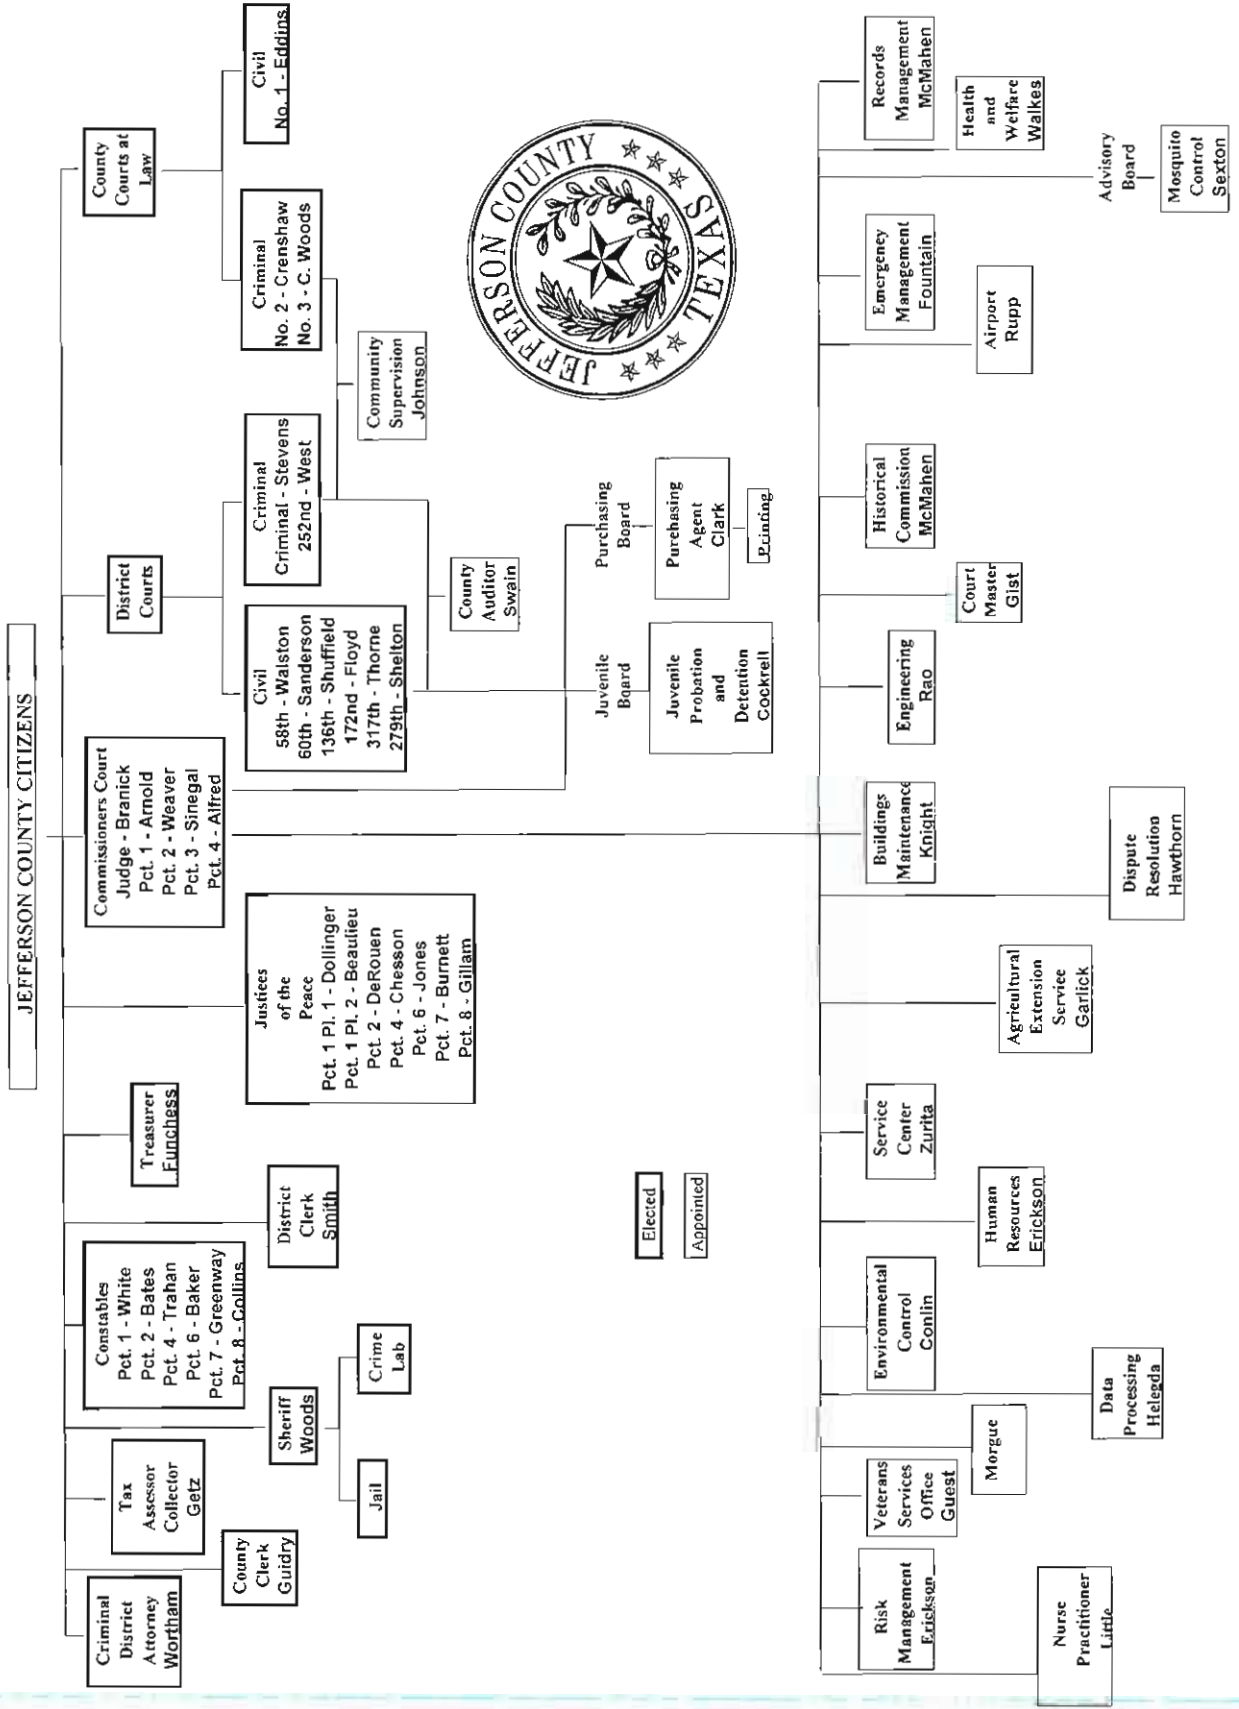 JEFFERSON COUNTY CITIZENS
Criminal
District
Attorney
Wortham
County
Clerk
Guidry
Tax
Assessor
Collector
Getz
Sheriff
Woods
Jail
Crime
Lab
Constables
Pct. 1 - White
Pct. 2 - Bates
Pct. 4 - Trahan
Pct. 6 - Baker
Pct. 7 - Greenway
Pct. 8 - Collins
District
Clerk
Smith
Treasurer
Funchess
Justices
of the
Peace
Pct. 1 Pl. 1 - Dollinger
Pct. 1 Pl. 2 - Beaulieu
Pct. 2 - DeRouen
Pct. 4 - Chesson
Pct. 6 - Jones
Pct. 7 - Burnett
Pct. 8 - Gillam
Commissioners Court
Judge - Branick
Pct. 1 - Arnold
Pct. 2 - Weaver
Pct. 3 - Sinegal
Pct. 4 - Alfred
District
Courts
Civil
58th - Walston
60th - Sanderson
136th - Shuffield
172nd - Floyd
317th - Thorne
279th - Shelton
Criminal
Criminal - Stevens
252nd - West
County
Courts at
Law
Criminal
No. 2 - Crenshaw
No. 3 - C. Woods
Civil
No. 1 - Eddins
Community
Supervision
Johnson
County
Auditor
Swain
Juvenile
Board
Juvenile
Probation
and
Detention
Cockrell
Purchasing
Board
Purchasing
Agent
Clark
Printing
JEFFERSON COUNTY
TEXAS
Elected
Appointed
Risk
Management
Erickson
Nurse
Practitioner
Little
Veterans
Services
Office
Guest
Morgue
Data
Processing
Helegda
Environmental
Control
Conlin
Human
Resources
Erickson
Service
Center
Zurita
Agricultural
Extension
Service
Garlick
Dispute
Resolution
Hawthorn
Buildings
Maintenance
Knight
Engineering
Rao
Court
Master
Gist
Historical
Commission
McMahen
Airport
Rupp
Emergency
Management
Fountain
Advisory
Board
Mosquito
Control
Sexton
Health
and
Welfare
Walkes
Records
Management
McMahen